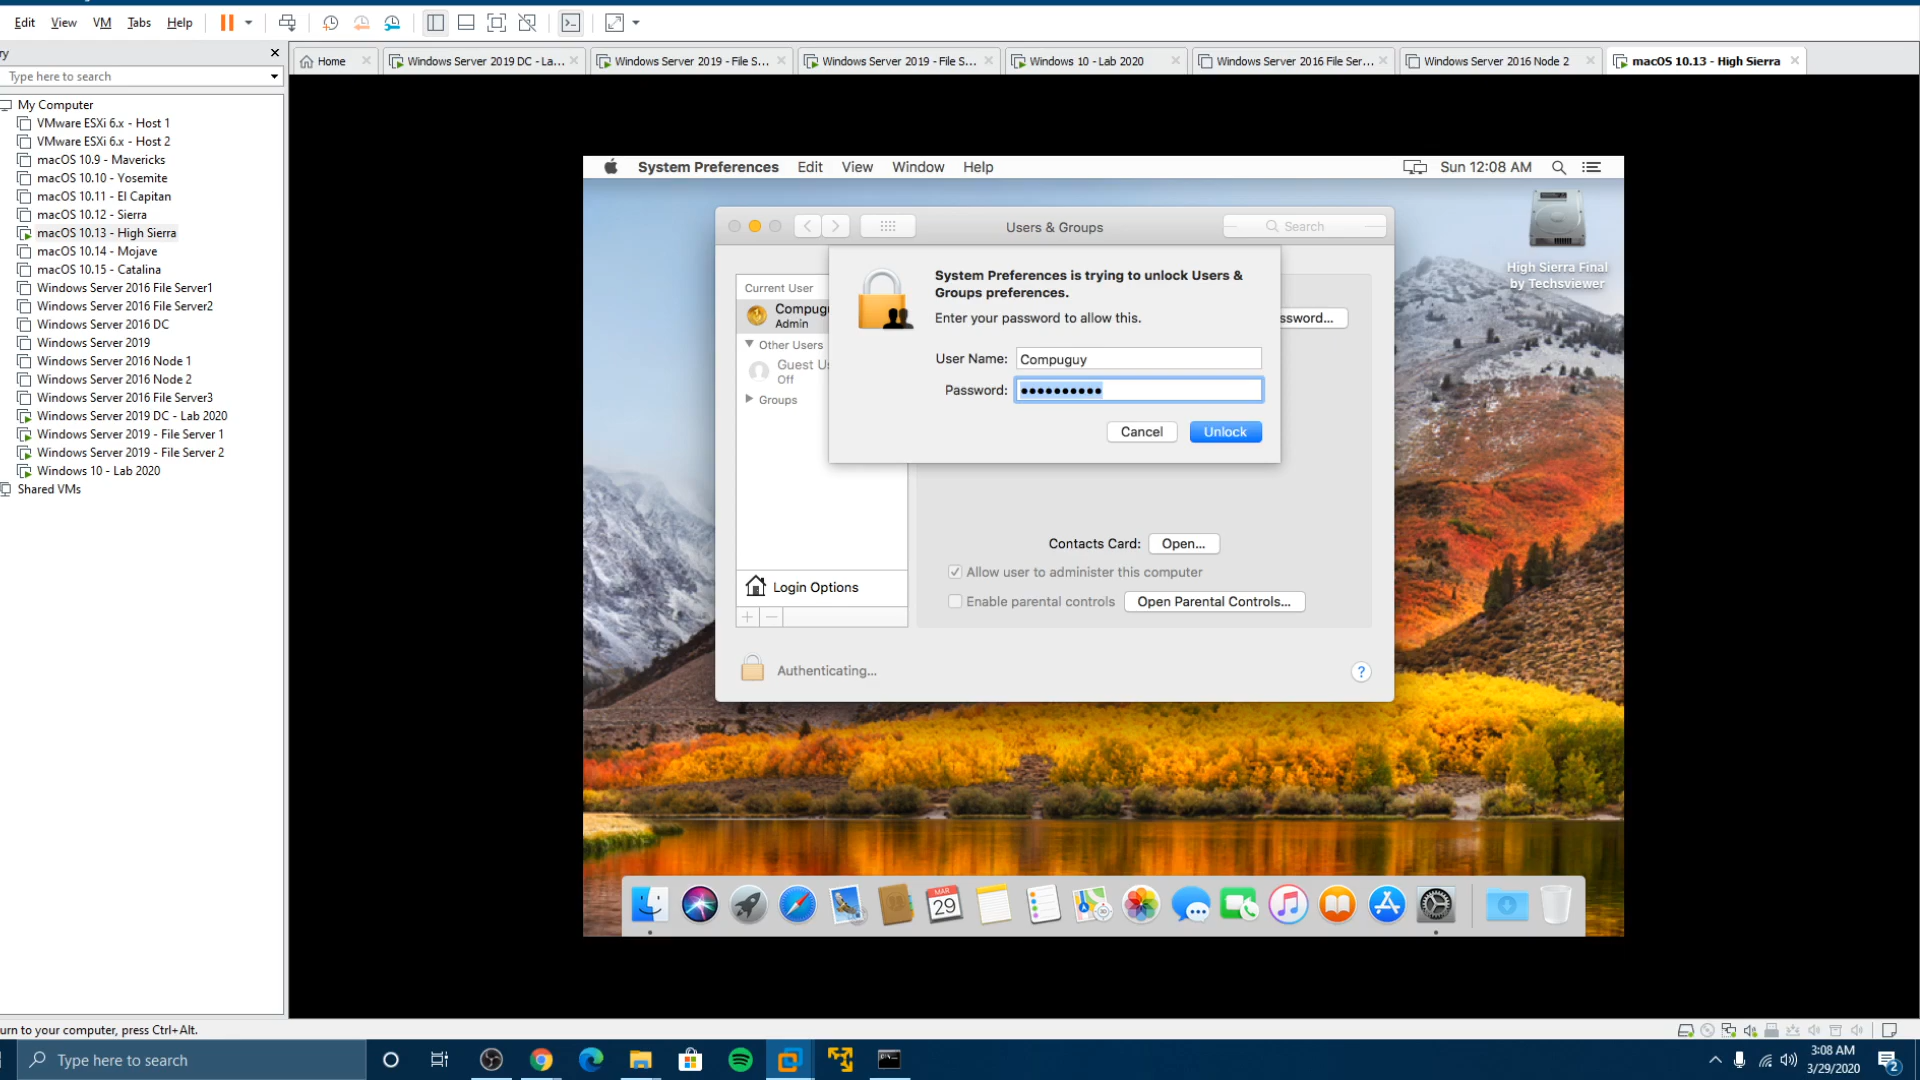 Edit View VM Tabs Help
ry
Type here to search
My Computer
VMware ESXi 6.x - Host 1
VMware ESXi 6.x - Host 2
macOS 10.9 - Mavericks
macOS 10.10 - Yosemite
macOS 10.11 - El Capitan
macOS 10.12 - Sierra
macOS 10.13 - High Sierra
macOS 10.14 - Mojave
macOS 10.15 - Catalina
Windows Server 2016 File Server1
Windows Server 2016 File Server2
Windows Server 2016 DC
Windows Server 2019
Windows Server 2016 Node 1
Windows Server 2016 Node 2
Windows Server 2016 File Server3
Windows Server 2019 DC - Lab 2020
Windows Server 2019 - File Server 1
Windows Server 2019 - File Server 2
Windows 10 - Lab 2020
Shared VMs
Home
Windows Server 2019 DC - La...
Windows Server 2019 - File S...
Windows Server 2019 - File S...
Windows 10 - Lab 2020
Windows Server 2016 File Ser...
Windows Server 2016 Node 2
macOS 10.13 - High Sierra
System Preferences Edit View Window Help
Sun 12:08 AM
High Sierra Final
by Techsviewer
Users & Groups
Search
Current User
Compugu
Admin
Other Users
Guest Us
Off
Groups
Login Options
System Preferences is trying to unlock Users &
Groups preferences.
Enter your password to allow this.
User Name: Compuguy
Password:
Cancel Unlock
ssword...
Contacts Card: Open...
Allow user to administer this computer
Enable parental controls Open Parental Controls...
Authenticating...
?
MAR
29
urn to your computer, press Ctrl+Alt.
Type here to search
3:08 AM
3/29/2020
2